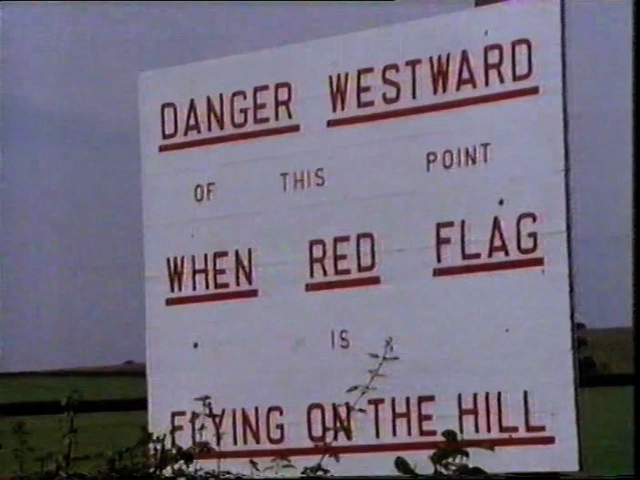 DANGER WESTWARD
OF THIS POINT
WHEN RED FLAG
IS
FLYING ON THE HILL